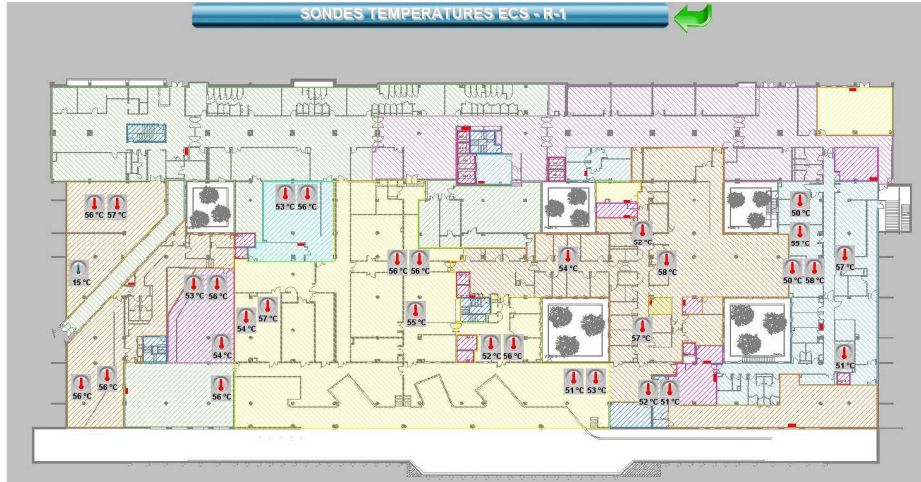 SONDES TEMPERATURES ECS - R-1
56 °C 57 °C
53 °C 56 °C
50 °C
52 °C
55 °C
15 °C
56 °C 56 °C
54 °C
58 °C
57 °C
50 °C 58 °C
53 °C 56 °C
54 °C
57 °C
55 °C
57 °C
54 °C
52 °C 56 °C
51 °C
56 °C
56 °C
56 °C
51 °C 53 °C
52 °C 51 °C